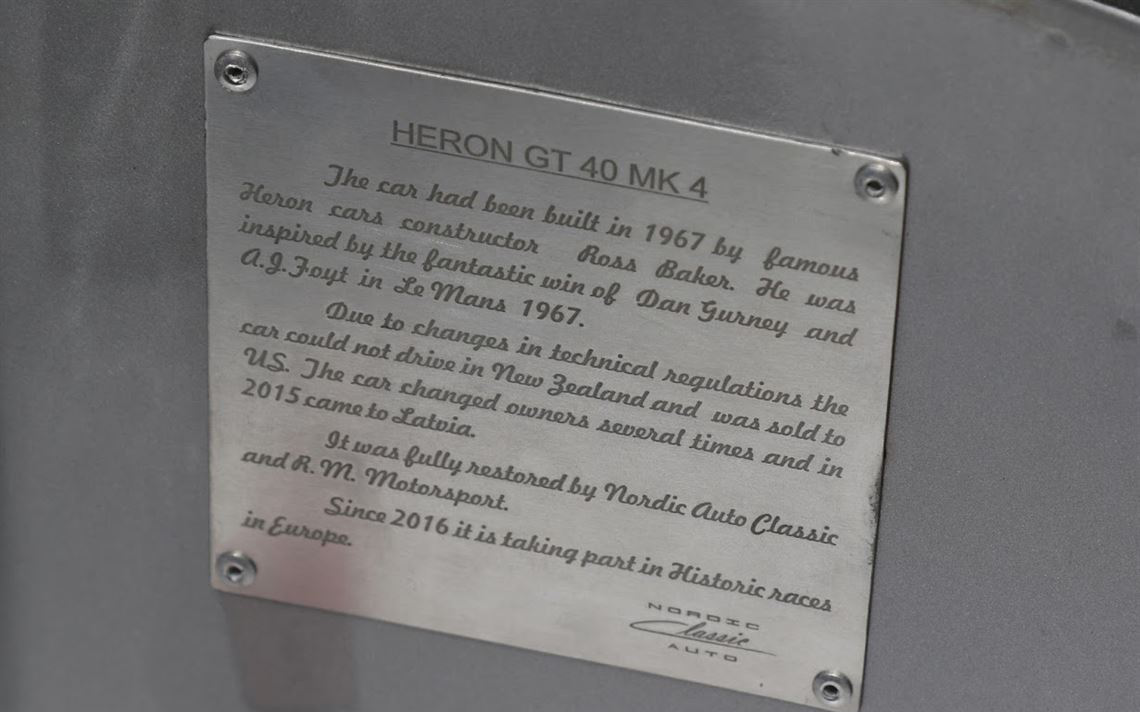 HERON GT 40 MK 4
The car had been built in 1967 by famous
Heron cars constructor Ross Baker. He was
inspired by the fantastic win of Dan Gurney and
A.J.Foyt in Le Mans 1967.
Due to changes in technical regulations the
car could not drive in New Zealand and was sold to
US. The car changed owners several times and in
2015 came to Latvia.
It was fully restored by Nordic Auto Classic
and R. M. Motorsport.
Since 2016 it is taking part in Historic races
in Europe.
NORDIC
Classic
AUTO